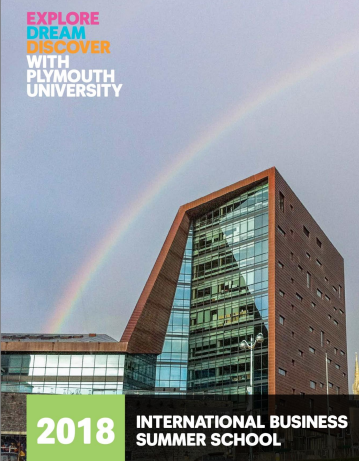 EXPLORE
DREAM
DISCOVER
WITH
PLYMOUTH
UNIVERSITY
2018
INTERNATIONAL BUSINESS
SUMMER SCHOOL